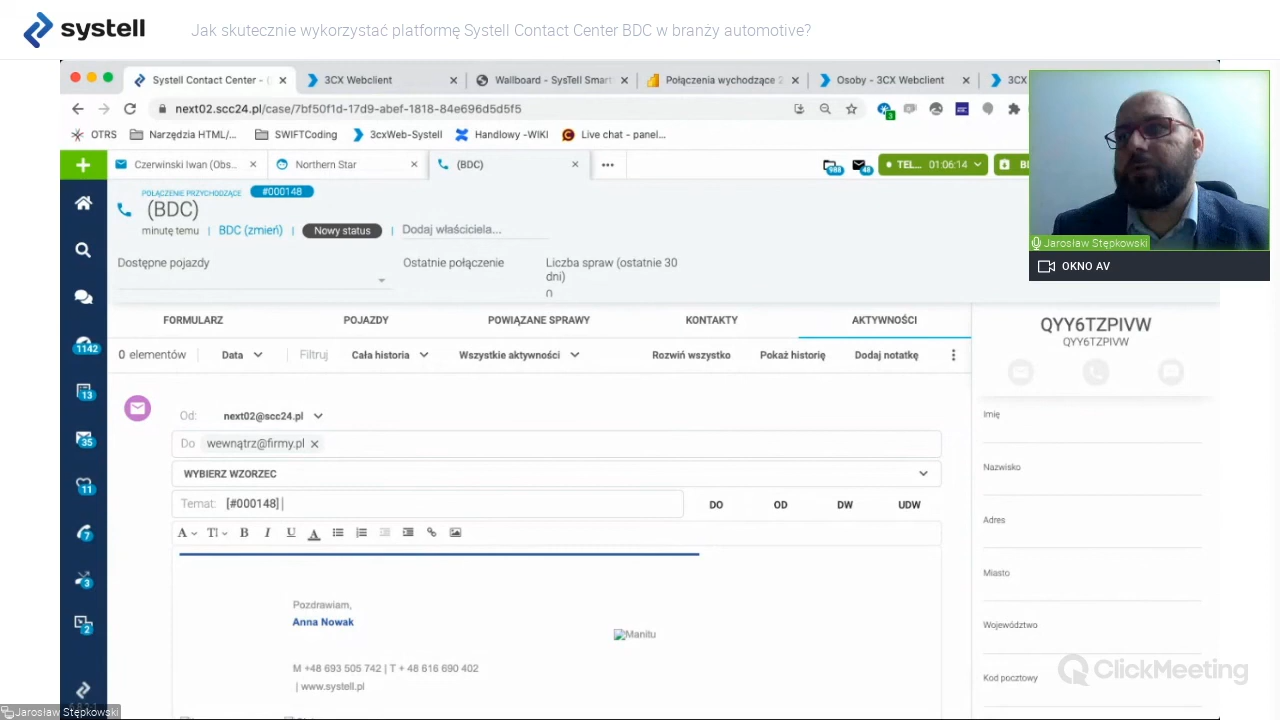 systell
Jak skutecznie wykorzystać platformę Systell Contact Center BDC w branży automotive?
Systell Contact Center - (
3CX Webclient
Wallboard - SysTell Smart
Połączenia wychodzące
Osoby - 3CX Webclient
3CX
next02.scc24.pl/case/7bf50f1d-17d9-abef-1818-84e696d5d5f5
3
OTRS
Narzędzia HTML/...
SWIFTCoding
3cxWeb-Systell
Handlowy -WIKI
Live chat - panel...
Czerwinski Iwan (Obs...
Northern Star
(BDC)
988
48
TEL... 01:06:14
POŁĄCZENIE PRZYCHODZĄCE #000148
(BDC)
minutę temu | BDC (zmień) | Nowy status | Dodaj właściciela...
Dostępne pojazdy
Ostatnie połączenie
Liczba spraw (ostatnie 30 dni)
0
FORMULARZ
POJAZDY
POWIĄZANE SPRAWY
KONTAKTY
AKTYWNOŚCI
0 elementów
Data
Filtruj
Cała historia
Wszystkie aktywności
Rozwiń wszystko
Pokaż historię
Dodaj notatkę
Od: next02@scc24.pl
Do wewnątrz@firmy.pl
WYBIERZ WZORZEC
Temat: [#000148]
DO
OD
DW
UDW
A TI B I U A
Pozdrawiam,
Anna Nowak
Manitu
M +48 693 505 742 | T + 48 616 690 402
| www.systell.pl
1142
13
35
11
7
3
2
QYY6TZPIVW
QYY6TZPIVW
Imię
Nazwisko
Adres
Miasto
Województwo
Kod pocztowy
Jarosław Stępkowski
OKNO AV
ClickMeeting
Jarosław Stępkowski